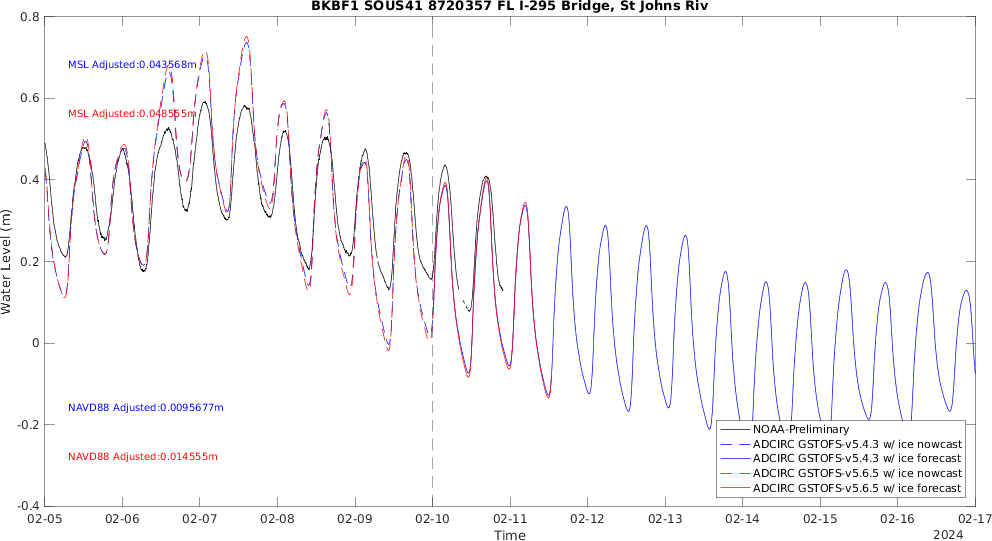 BKBF1 SOUS41 8720357 FL I-295 Bridge, St Johns Riv
0.8
MSL Adjusted:0.043568m
0.6
MSL Adjusted:0.048555m
0.4
0.2
Water Level (m)
0
NAVD88 Adjusted:0.0095677m
-0.2
NOAA-Preliminary
ADCIRC GSTOFS-v5.4.3 w/ ice nowcast
ADCIRC GSTOFS-v5.4.3 w/ ice forecast
ADCIRC GSTOFS-v5.6.5 w/ ice nowcast
ADCIRC GSTOFS-v5.6.5 w/ ice forecast
NAVD88 Adjusted:0.014555m
-0.4
02-05 02-06 02-07 02-08 02-09 02-10 02-11 02-12 02-13 02-14 02-15 02-16 02-17
Time
2024